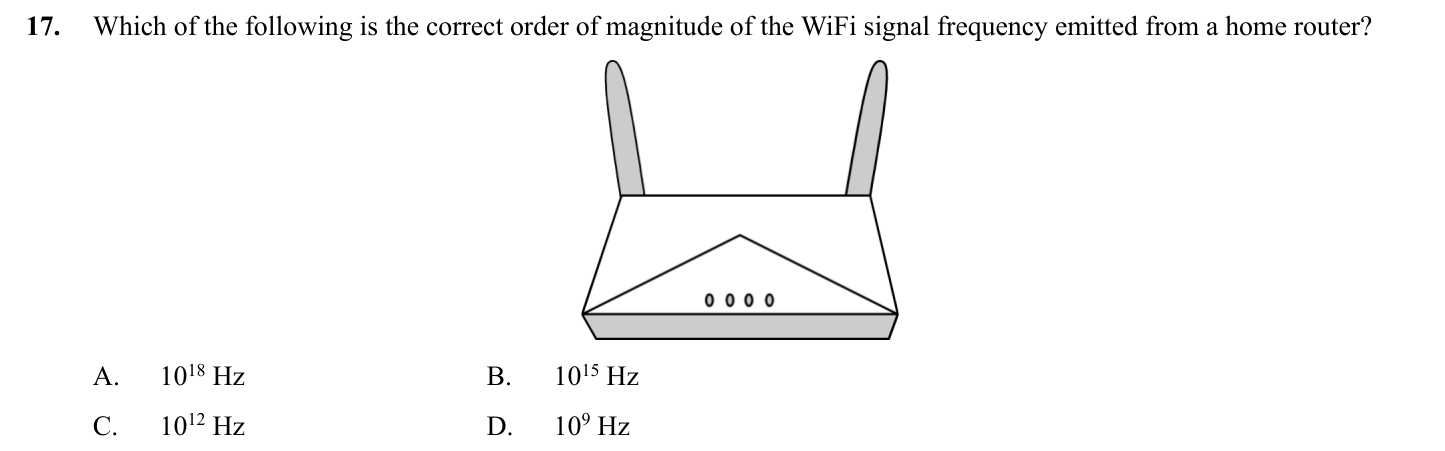 17. Which of the following is the correct order of magnitude of the WiFi signal frequency emitted from a home router?
A. 10¹⁸ Hz B. 10¹⁵ Hz
C. 10¹² Hz D. 10⁹ Hz